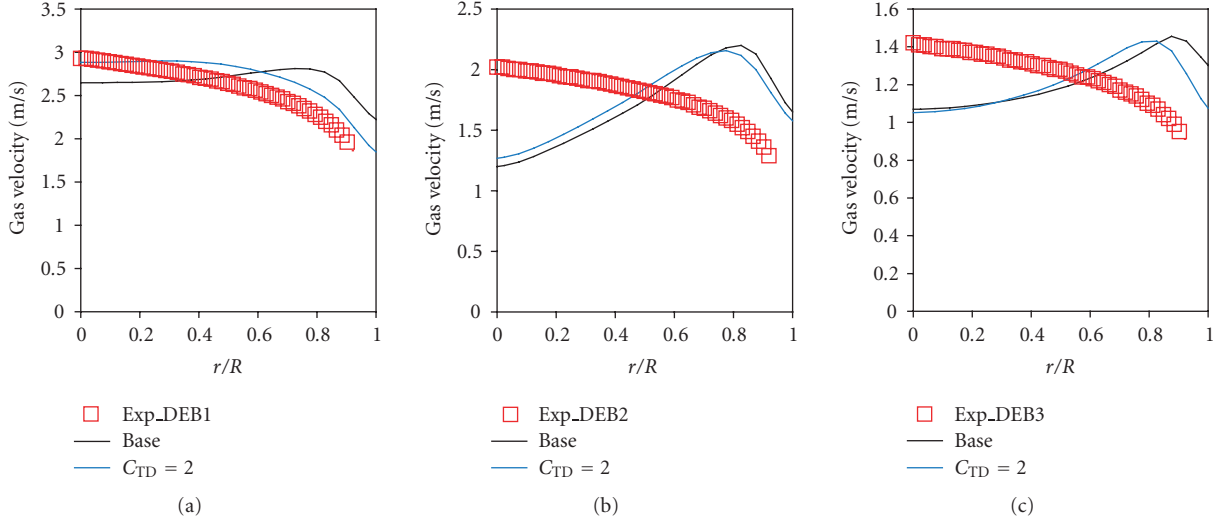 Gas velocity (m/s)
3.5
3
2.5
2
1.5
1
0.5
0
0 0.2 0.4 0.6 0.8 1
r/R
Exp_DEB1
Base
C_TD = 2
(a)
Gas velocity (m/s)
2.5
2
1.5
1
0.5
0
0 0.2 0.4 0.6 0.8 1
r/R
Exp_DEB2
Base
C_TD = 2
(b)
Gas velocity (m/s)
1.6
1.4
1.2
1
0.8
0.6
0.4
0.2
0
0 0.2 0.4 0.6 0.8 1
r/R
Exp_DEB3
Base
C_TD = 2
(c)